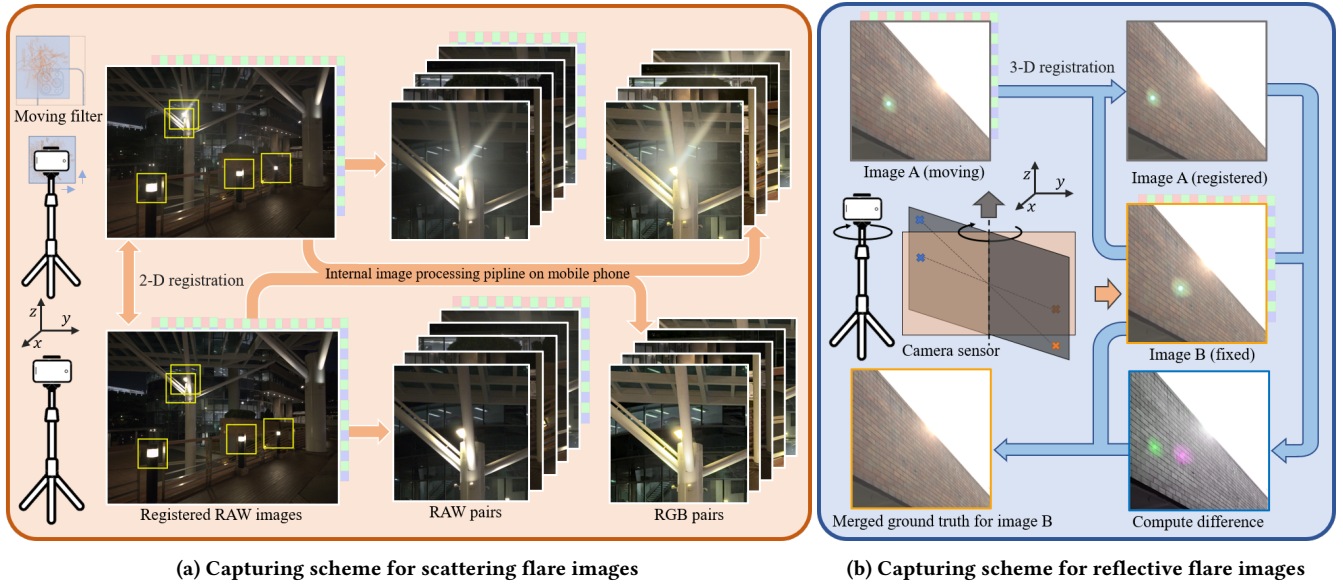 Moving filter
z
y
x
2-D registration
Internal image processing pipline on mobile phone
Registered RAW images
RAW pairs
RGB pairs
(a) Capturing scheme for scattering flare images
3-D registration
Image A (moving)
Image A (registered)
z
y
x
Camera sensor
Image B (fixed)
Merged ground truth for image B
Compute difference
(b) Capturing scheme for reflective flare images